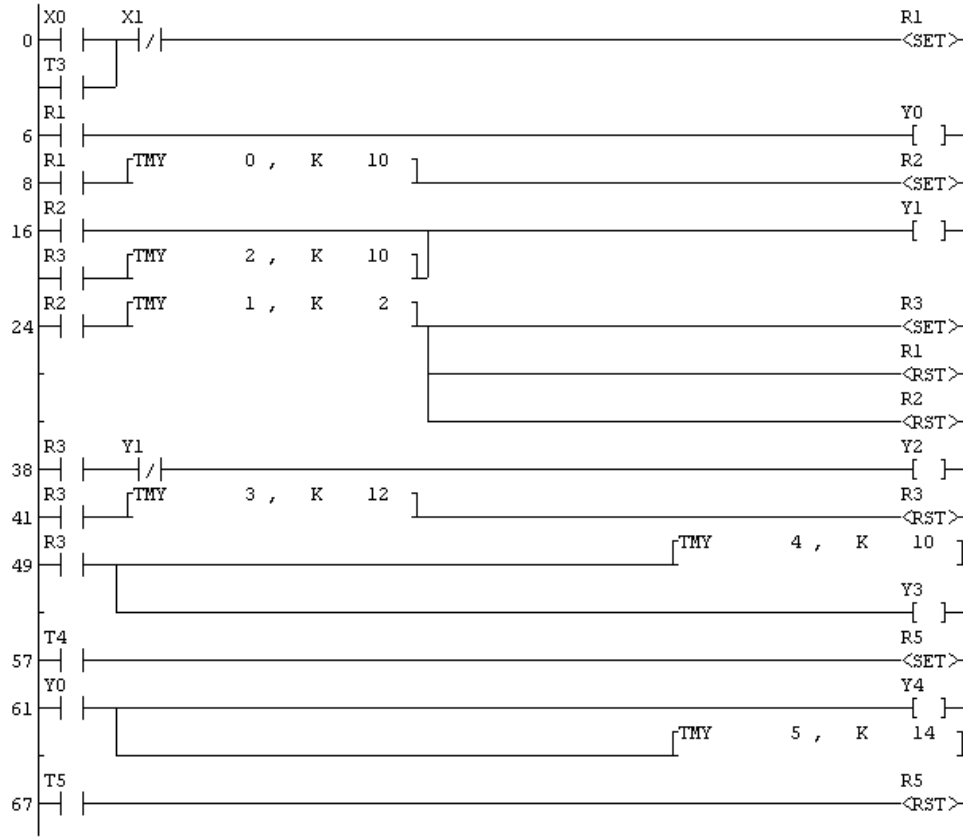 X0 X1 R1
0 <SET>
T3
R1 Y0
6 [ ]
R1 TMY 0 , K 10 R2
8 <SET>
R2 Y1
16 [ ]
R3 TMY 2 , K 10
R2 TMY 1 , K 2 R3
24 <SET>
R1
<RST>
R2
<RST>
R3 Y1 Y2
38 [ ]
R3 TMY 3 , K 12 R3
41 <RST>
R3 TMY 4 , K 10
49
Y3
[ ]
T4 R5
57 <SET>
Y0 Y4
61 [ ]
TMY 5 , K 14
T5 R5
67 <RST>